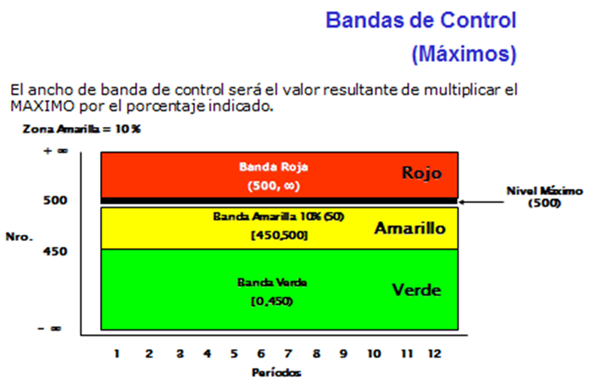 Bandas de Control
(Máximos)
El ancho de banda de control será el valor resultante de multiplicar el
MAXIMO por el porcentaje indicado.
Zona Amarilla = 10%
+ ∞
Banda Roja
Rojo
(500, ∞)
500
Nivel Máximo
(500)
Banda Amarilla 10% (50)
Amarillo
[450,500]
Nro.
450
Banda Verde
Verde
[0,450)
- ∞
1 2 3 4 5 6 7 8 9 10 11 12
Períodos